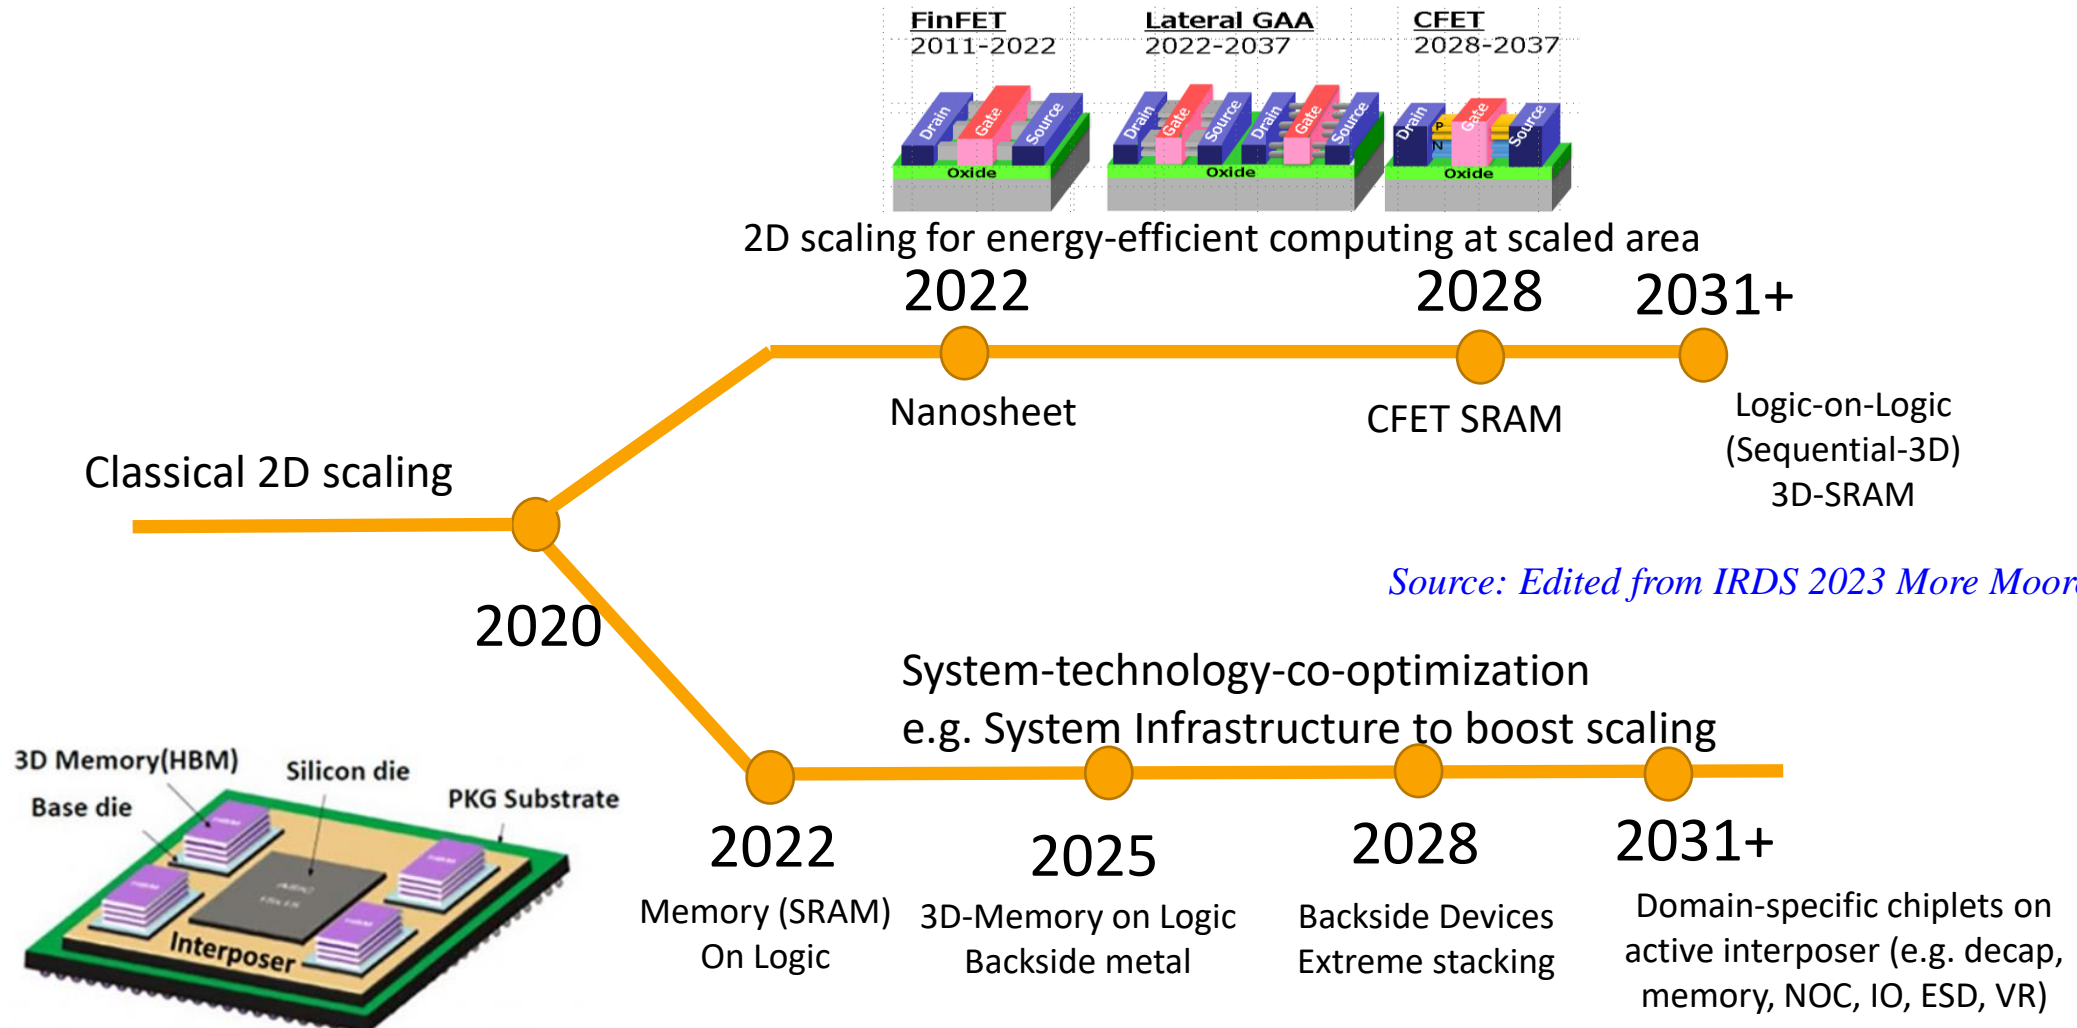 FinFET
2011-2022
Lateral GAA
2022-2037
CFET
2028-2037
Drain
Gate
Source
Oxide
Drain
Gate
Source
Drain
Gate
Source
Oxide
Drain
P
N
Gate
Source
Oxide
2D scaling for energy-efficient computing at scaled area
2022
2028
2031+
Nanosheet
CFET SRAM
Logic-on-Logic
(Sequential-3D)
3D-SRAM
Classical 2D scaling
2020
Source: Edited from IRDS 2023 More Moore
System-technology-co-optimization
e.g. System Infrastructure to boost scaling
2022
2025
2028
2031+
Memory (SRAM)
On Logic
3D-Memory on Logic
Backside metal
Backside Devices
Extreme stacking
Domain-specific chiplets on
active interposer (e.g. decap,
memory, NOC, IO, ESD, VR)
3D Memory(HBM)
Silicon die
Base die
PKG Substrate
Interposer